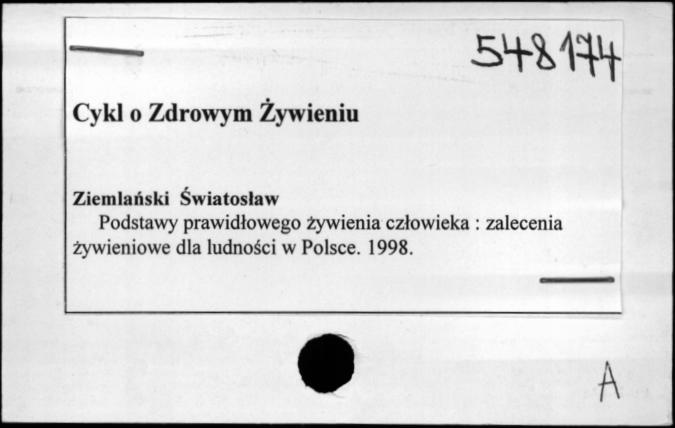 548174
Cykl o Zdrowym Żywieniu
Ziemlański Światosław
Podstawy prawidłowego żywienia człowieka : zalecenia
żywieniowe dla ludności w Polsce. 1998.
A